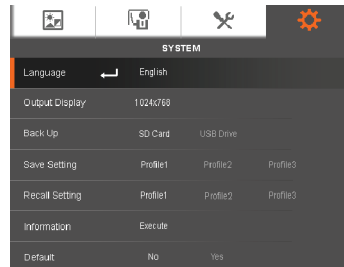 SYSTEM
Language English
Output Display 1024x768
Back Up SD Card USB Drive
Save Setting Profile1 Profile2 Profile3
Recall Setting Profile1 Profile2 Profile3
Information Execute
Default No Yes